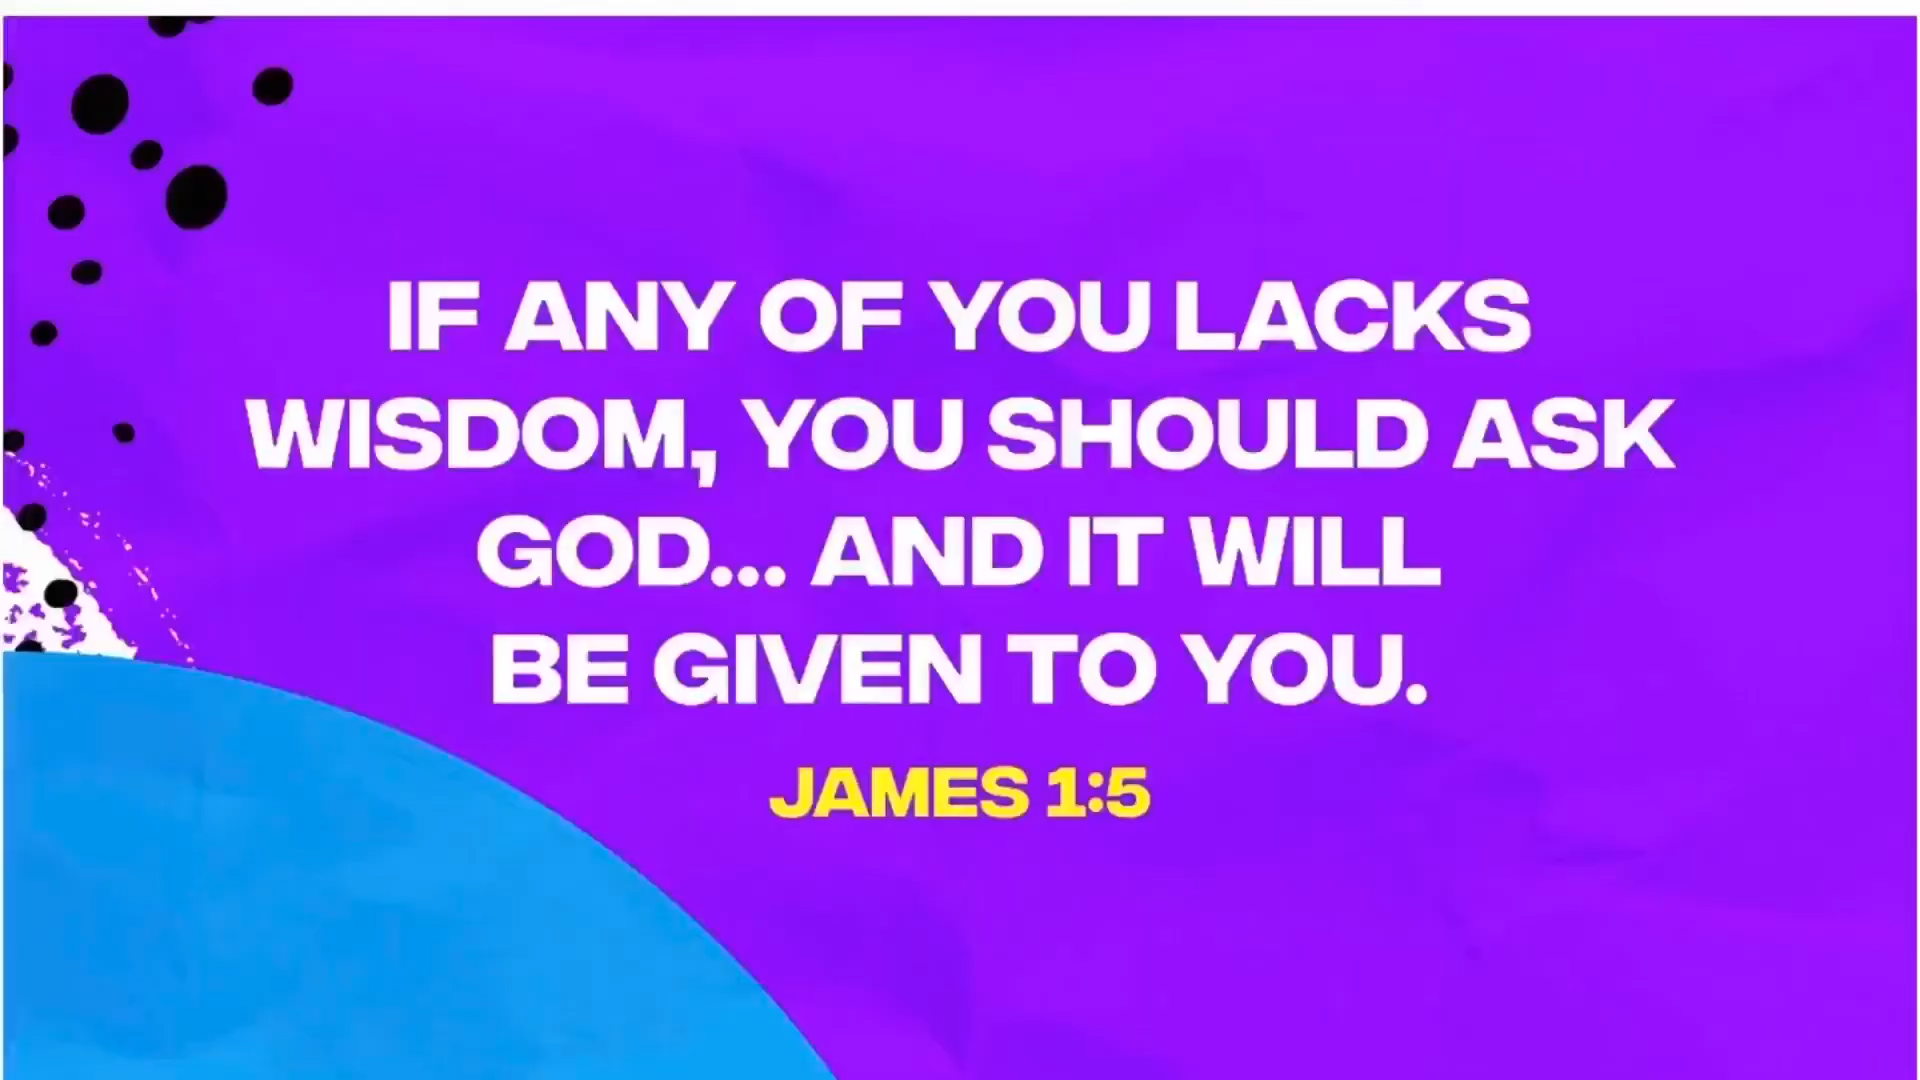 IF ANY OF YOU LACKS
WISDOM, YOU SHOULD ASK
GOD... AND IT WILL
BE GIVEN TO YOU.
JAMES 1:5